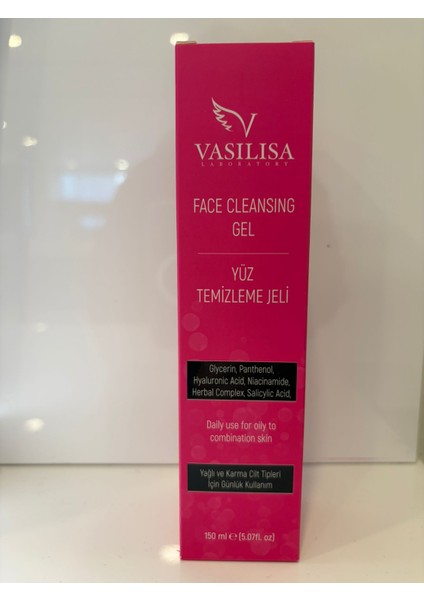 VASILISA
LABORATORY
FACE CLEANSING
GEL
YÜZ
TEMİZLEME JELİ
Glycerin, Panthenol,
Hyaluronic Acid, Niacinamide,
Herbal Complex, Salicylic Acid,
Daily use for oily to
combination skin
Yağlı ve Karma Cilt Tipleri
İçin Günlük Kullanım
150 ml ℮ (5.07fl. oz)